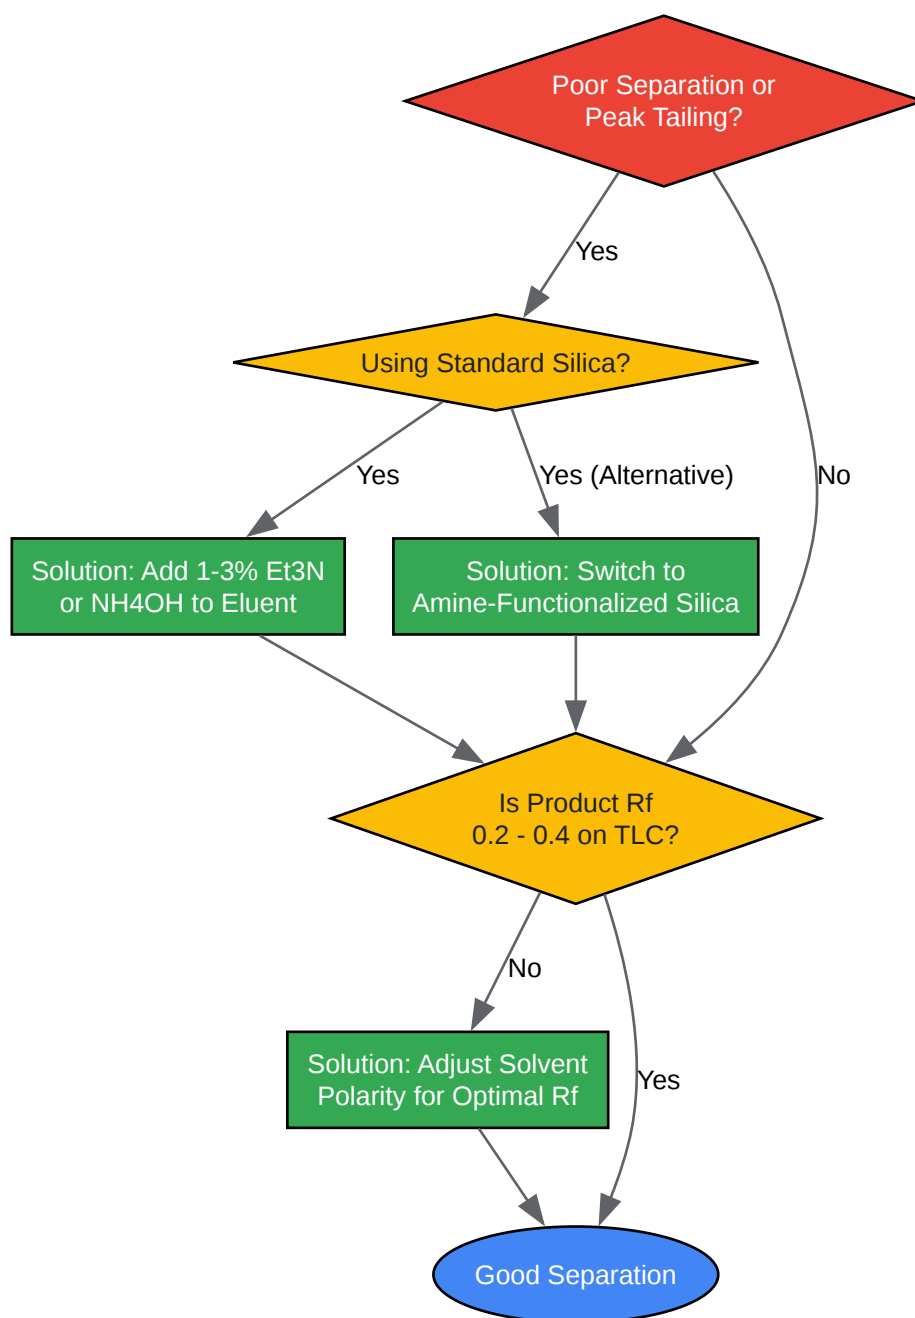 Poor Separation or
Peak Tailing?
Yes
Using Standard Silica?
Yes
Yes (Alternative)
No
Solution: Add 1-3% Et3N
or NH4OH to Eluent
Solution: Switch to
Amine-Functionalized Silica
Is Product Rf
0.2 - 0.4 on TLC?
No
Solution: Adjust Solvent
Polarity for Optimal Rf
Yes
Good Separation